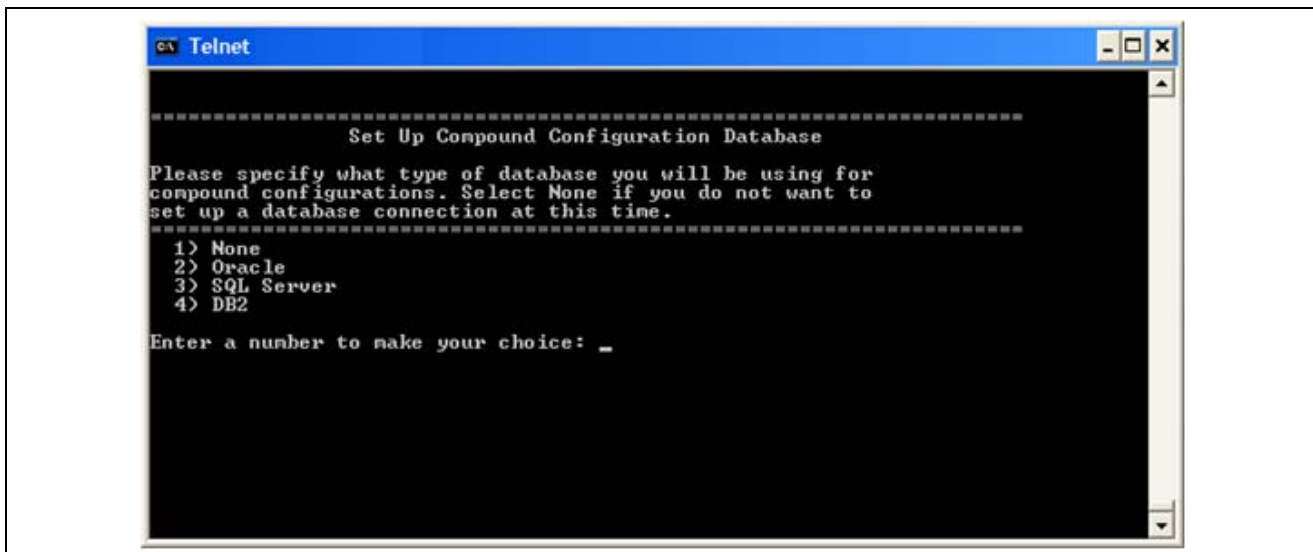 Telnet
Set Up Compound Configuration Database
Please specify what type of database you will be using for
compound configurations. Select None if you do not want to
set up a database connection at this time.
1) None
2) Oracle
3) SQL Server
4) DB2
Enter a number to make your choice: _